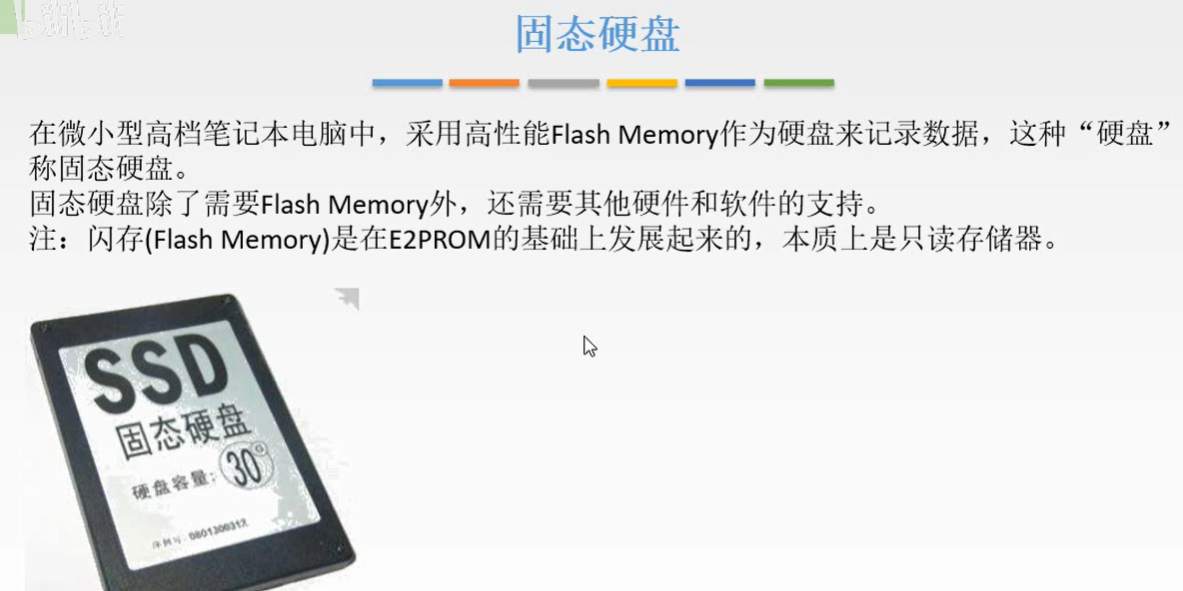 固态硬盘
在微小型高档笔记本电脑中，采用高性能Flash Memory作为硬盘来记录数据，这种“硬盘”
称固态硬盘。
固态硬盘除了需要Flash Memory外，还需要其他硬件和软件的支持。
注：闪存(Flash Memory)是在E2PROM的基础上发展起来的，本质上是只读存储器。
SSD
固态硬盘
硬盘容量: 30G